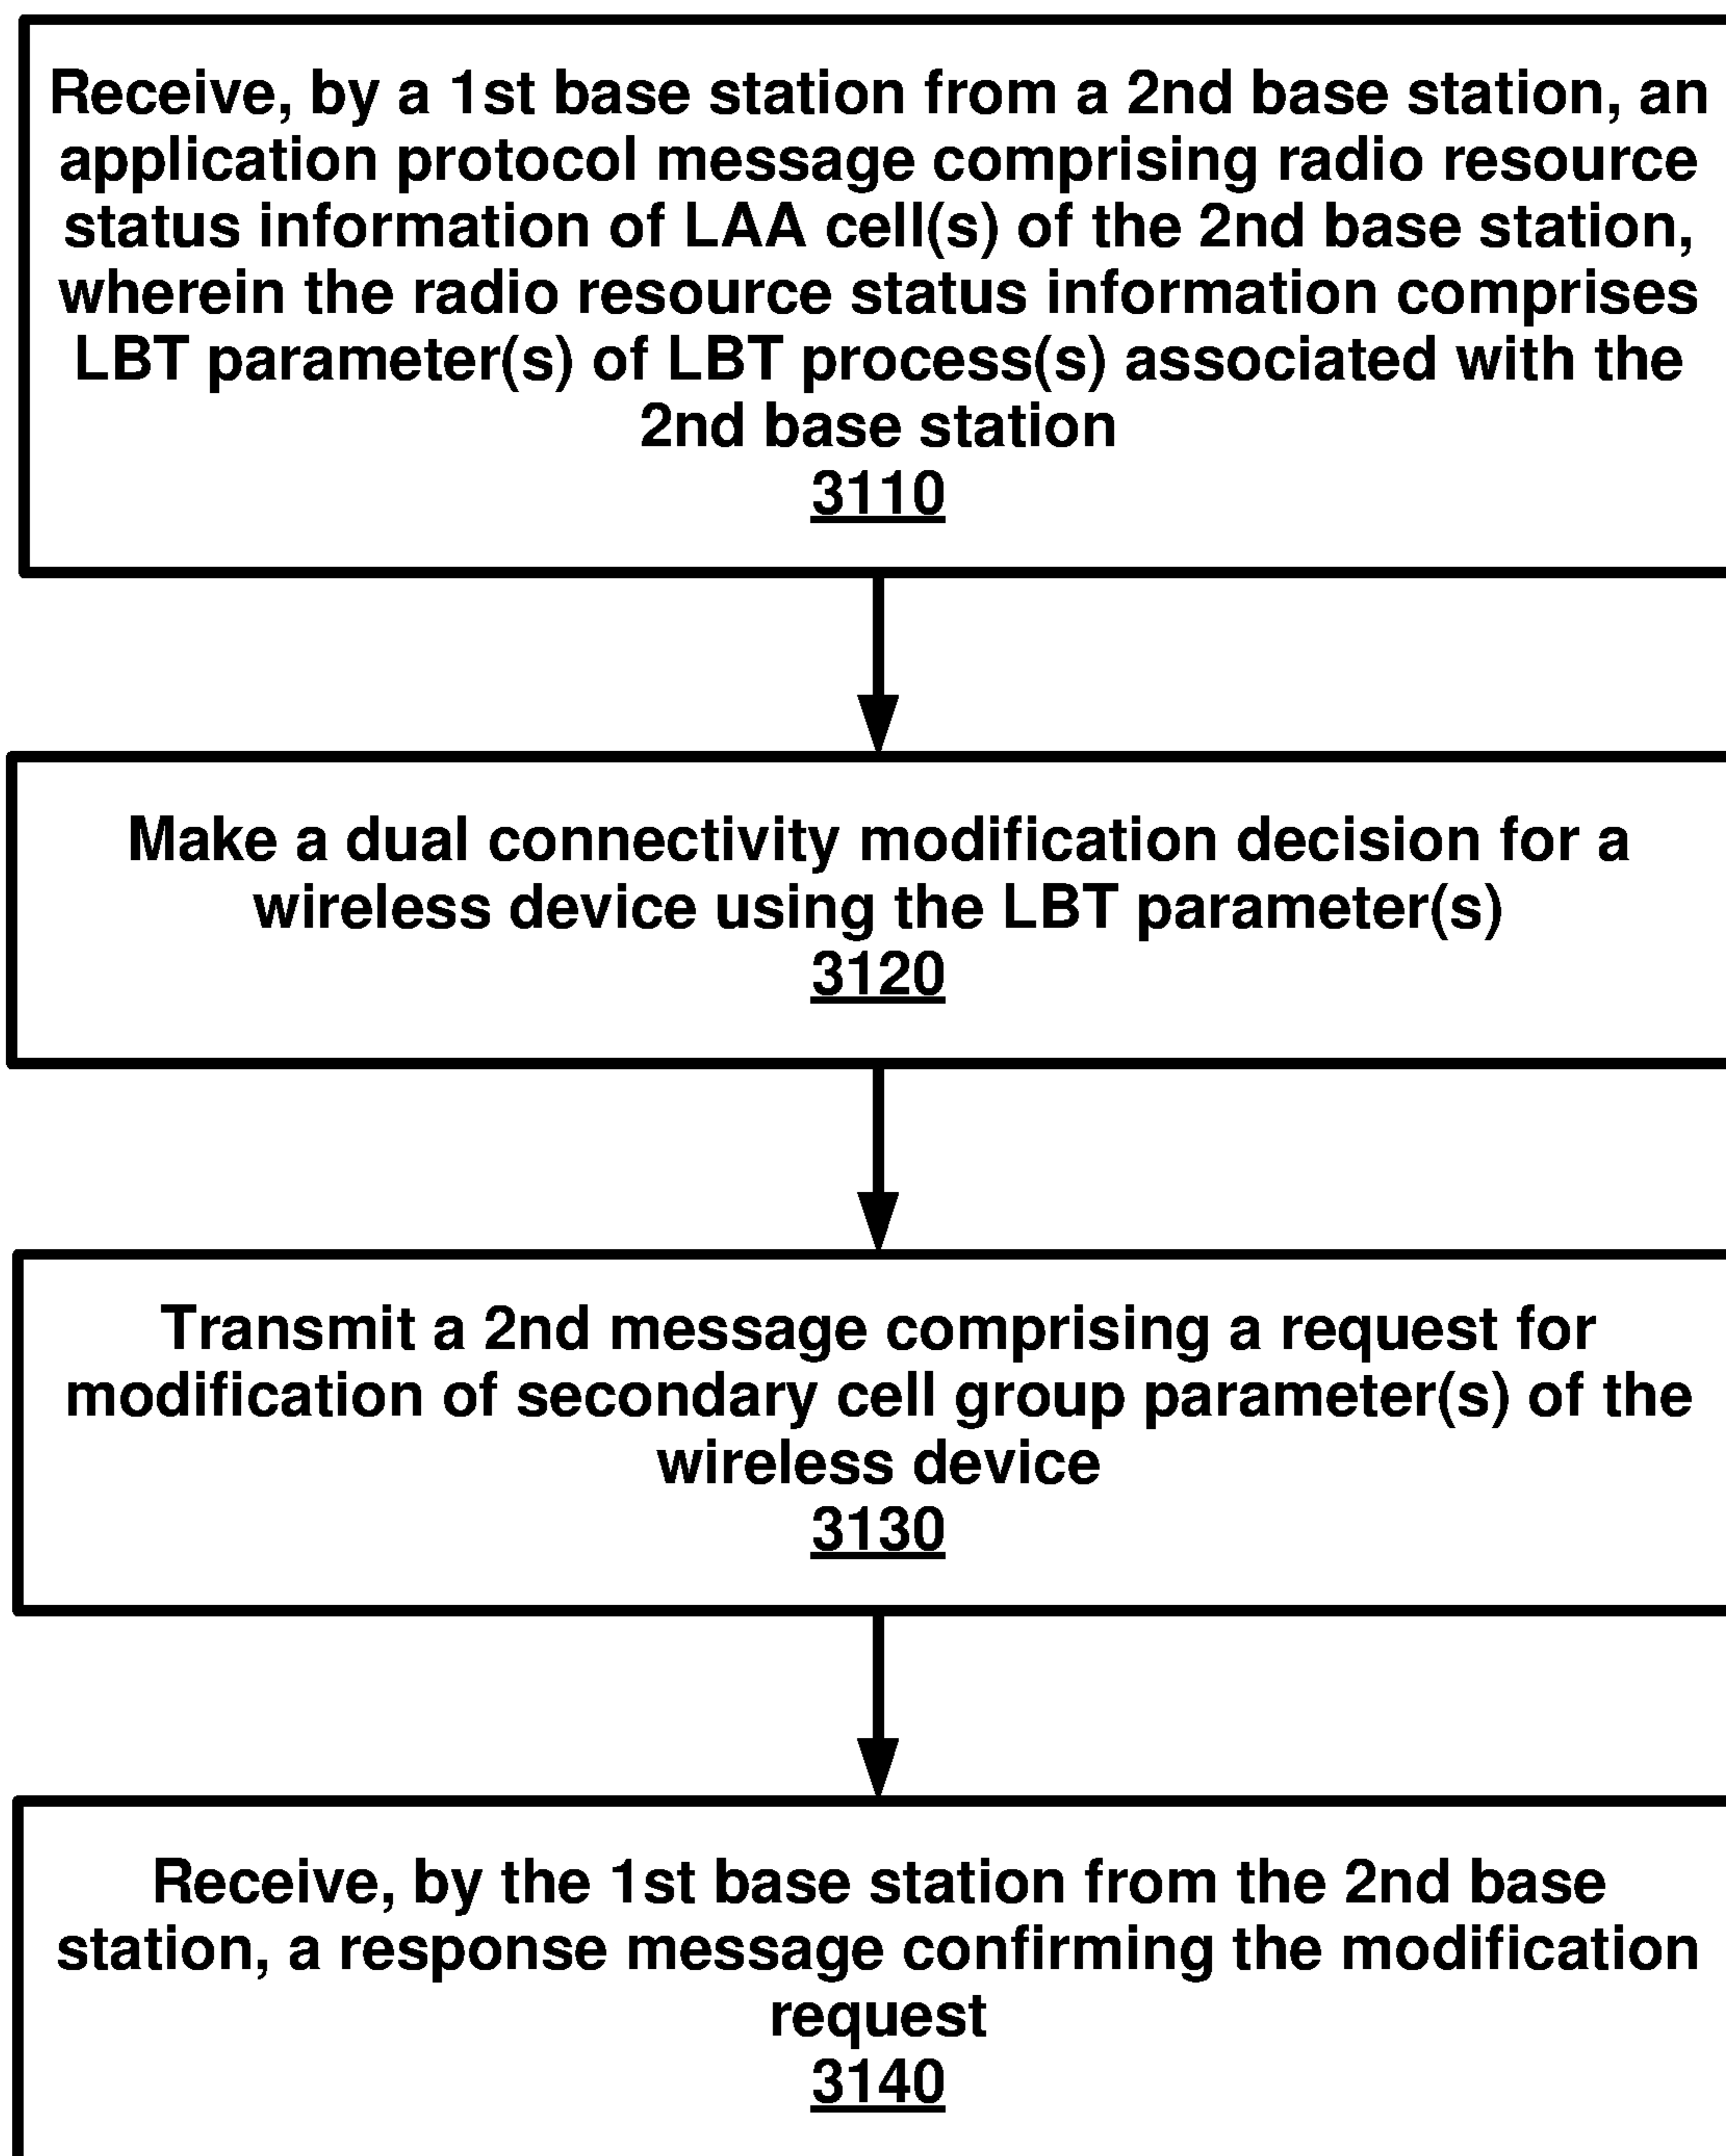 Receive, by a 1st base station from a 2nd base station, an
application protocol message comprising radio resource
status information of LAA cell(s) of the 2nd base station,
wherein the radio resource status information comprises
LBT parameter(s) of LBT process(s) associated with the
2nd base station
3110
Make a dual connectivity modification decision for a
wireless device using the LBT parameter(s)
3120
Transmit a 2nd message comprising a request for
modification of secondary cell group parameter(s) of the
wireless device
3130
Receive, by the 1st base station from the 2nd base
station, a response message confirming the modification
request
3140